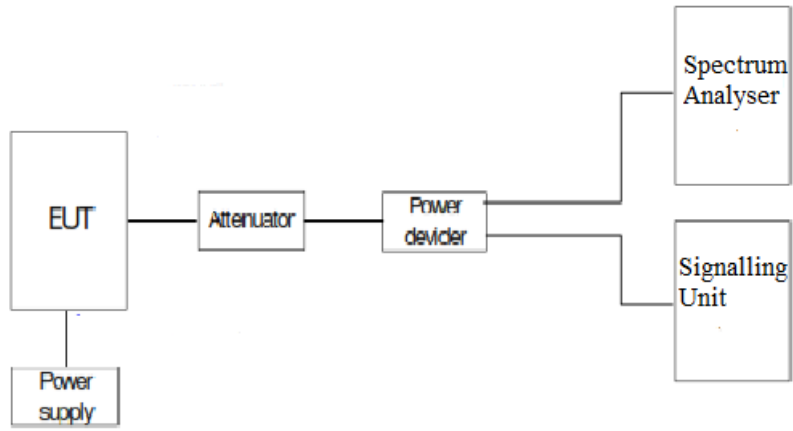 Spectrum
Analyser
EUT
Attenuator
Power
devider
Signalling
Unit
Power
supply